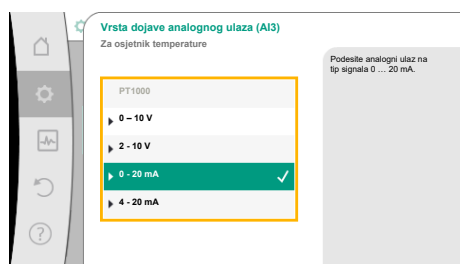 Vrsta dojave analognog ulaza (AI3)
Za osjetnik temperature
Podesite analogni ulaz na
tip signala 0 … 20 mA.
PT1000
0 – 10 V
2 - 10 V
0 - 20 mA
4 - 20 mA
?